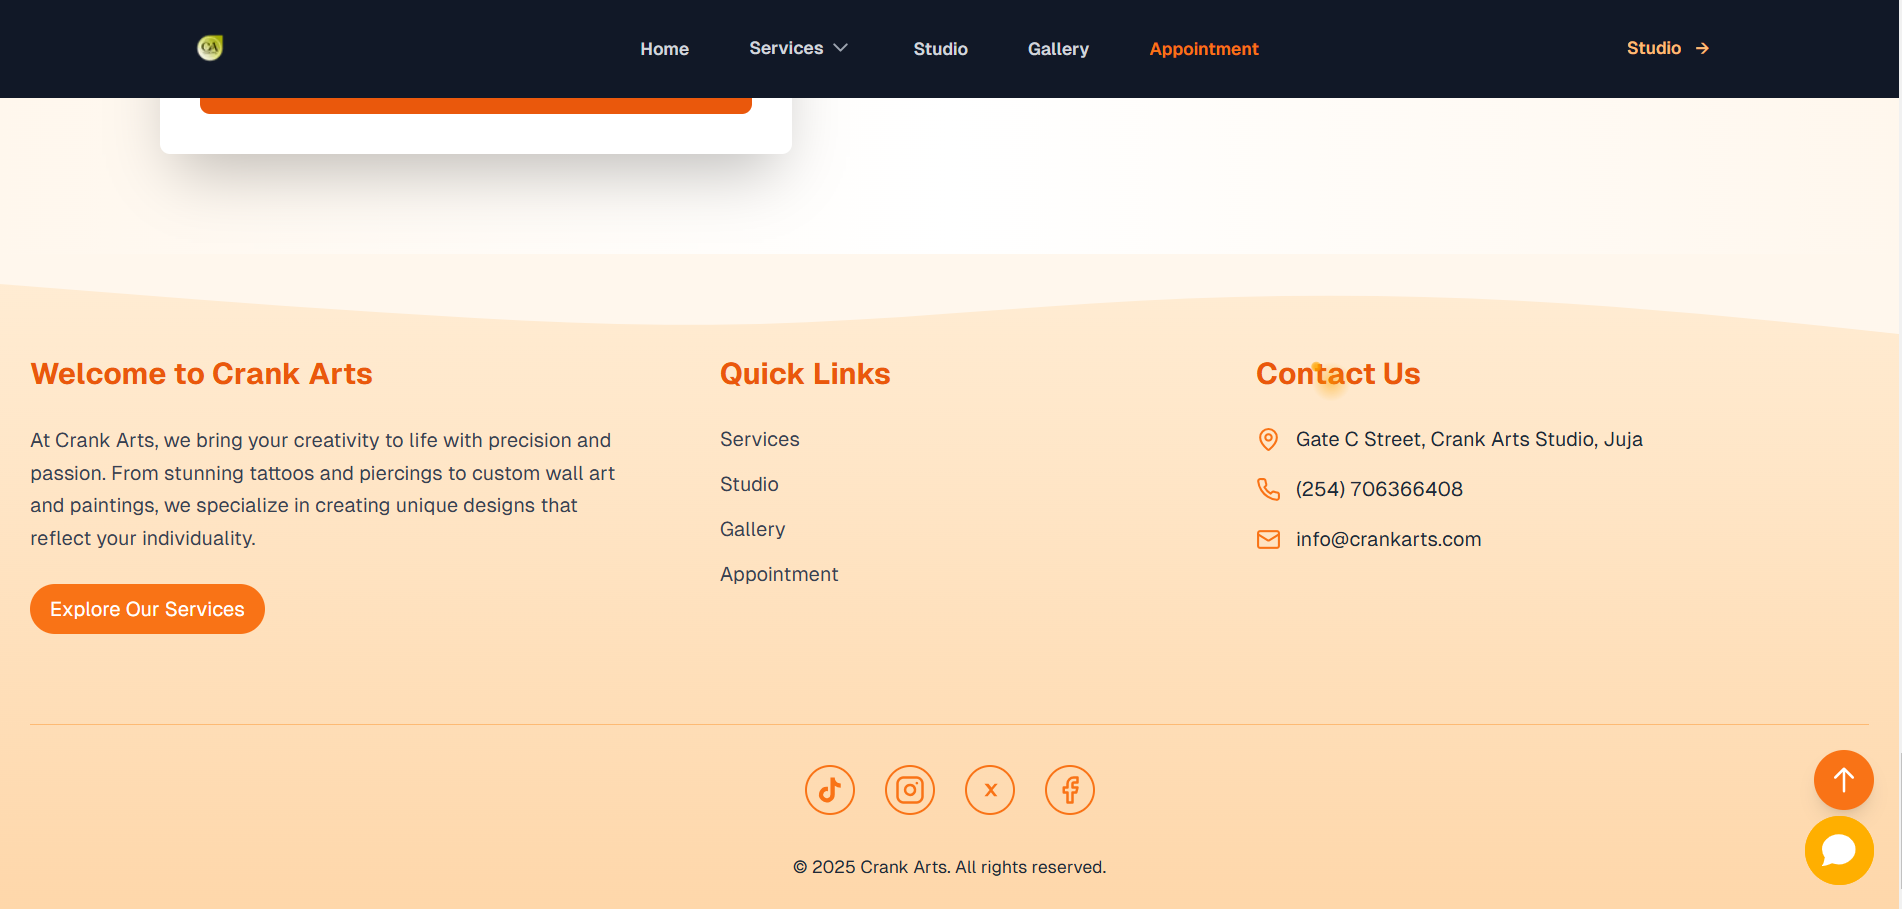 CA
Home
Services
Studio
Gallery
Appointment
Studio →
Welcome to Crank Arts
At Crank Arts, we bring your creativity to life with precision and
passion. From stunning tattoos and piercings to custom wall art
and paintings, we specialize in creating unique designs that
reflect your individuality.
Explore Our Services
Quick Links
Services
Studio
Gallery
Appointment
Contact Us
Gate C Street, Crank Arts Studio, Juja
(254) 706366408
info@crankarts.com
X
© 2025 Crank Arts. All rights reserved.